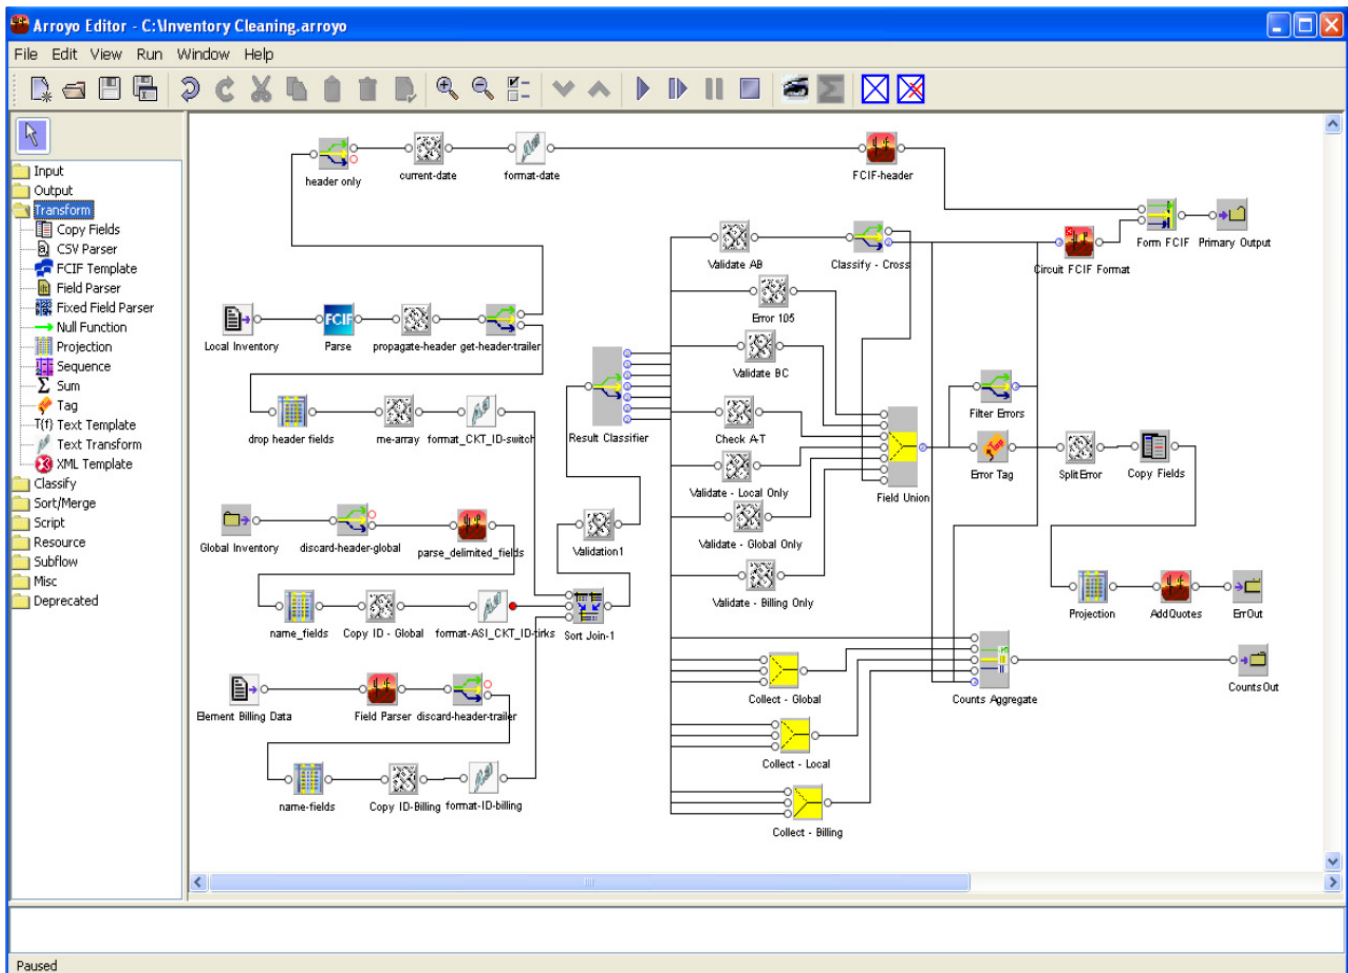 Arroyo Editor - C:\Inventory Cleaning.arroyo
File Edit View Run Window Help
Input
Output
Transform
Copy Fields
CSV Parser
FCIF Template
Field Parser
Fixed Field Parser
Null Function
Projection
Sequence
Sum
Tag
T(f) Text Template
Text Transform
XML Template
Classify
Sort/Merge
Script
Resource
Subflow
Misc
Deprecated
header only
current-date
format-date
FCIF-header
Form FCIF
Primary Output
Validate AB
Classify - Cross
Circuit FCIF Format
Error 105
Local Inventory
FCIF
Parse
propagate-header
get-header-trailer
Validate BC
Result Classifier
Filter Errors
drop header fields
me-array
format_CKT_ID-switch
Check A-T
Field Union
Error Tag
SplitError
Copy Fields
Validate - Local Only
Global Inventory
discard-header-global
parse_delimited_fields
Validation1
Validate - Global Only
Validate - Billing Only
Projection
AddQuotes
ErrOut
name_fields
Copy ID - Global
format-ASI_CKT_ID-tirks
Sort Join-1
Element Billing Data
Field Parser
discard-header-trailer
Collect - Global
Counts Aggregate
CountsOut
Collect - Local
name-fields
Copy ID-Billing
format-ID-billing
Collect - Billing
Paused